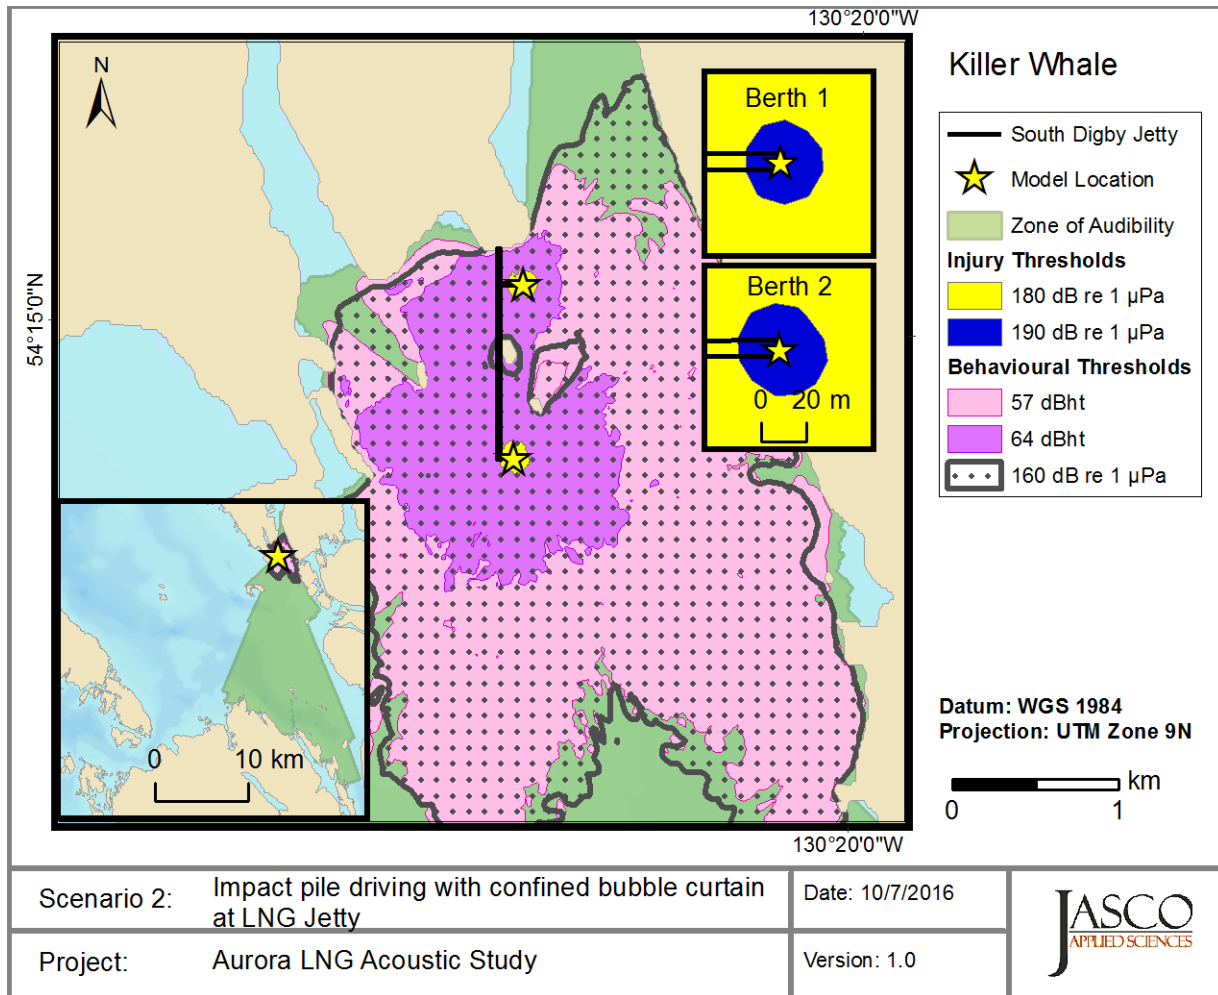 130°20'0"W
N
54°15'0"N
Berth 1
Berth 2
0 20 m
0 10 km
130°20'0"W
Killer Whale
South Digby Jetty
Model Location
Zone of Audibility
Injury Thresholds
180 dB re 1 µPa
190 dB re 1 µPa
Behavioural Thresholds
57 dBht
64 dBht
160 dB re 1 µPa
Datum: WGS 1984
Projection: UTM Zone 9N
km
0 1
Scenario 2: Impact pile driving with confined bubble curtain
at LNG Jetty
Date: 10/7/2016
Project: Aurora LNG Acoustic Study
Version: 1.0
JASCO
APPLIED SCIENCES